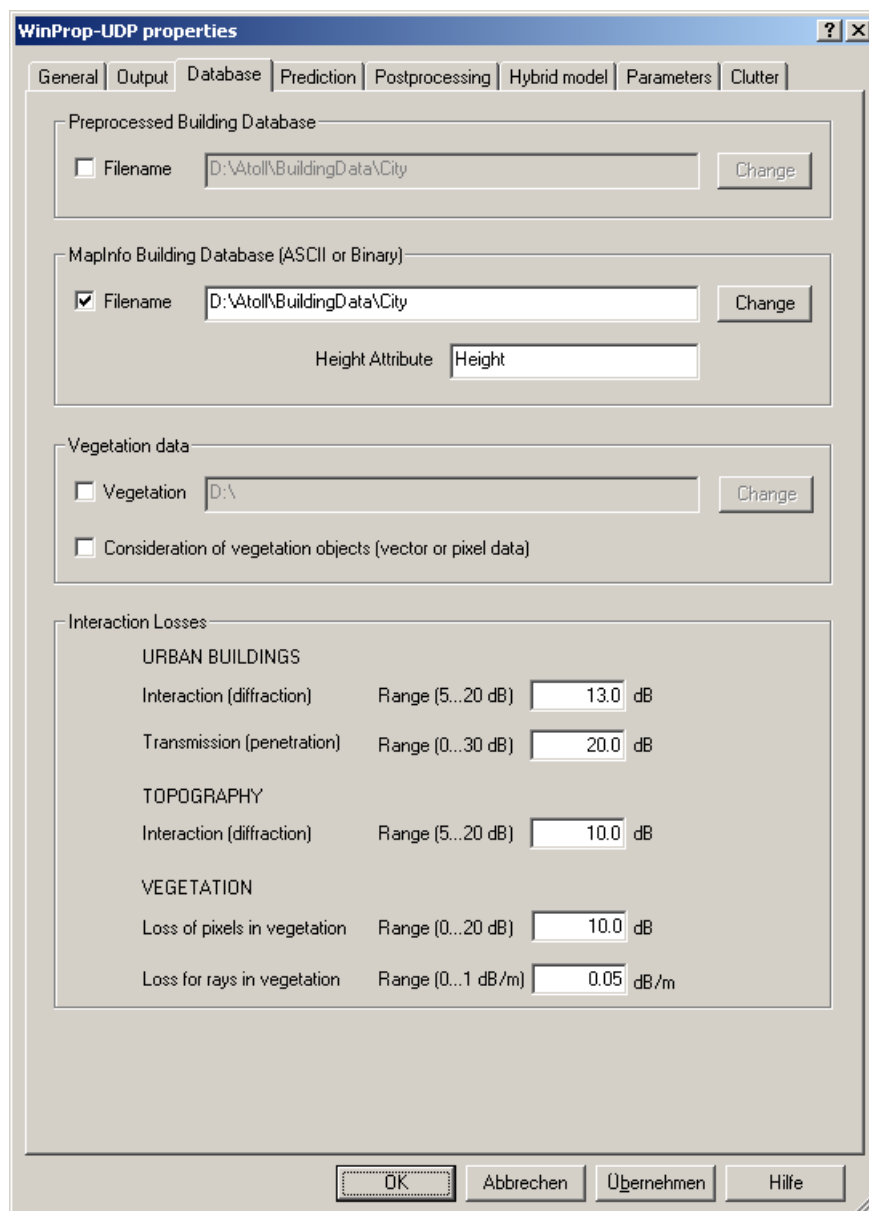 WinProp-UDP properties
General Output Database Prediction Postprocessing Hybrid model Parameters Clutter
Preprocessed Building Database
Filename D:\Atoll\BuildingData\City Change
MapInfo Building Database (ASCII or Binary)
Filename D:\Atoll\BuildingData\City Change
Height Attribute Height
Vegetation data
Vegetation D:\ Change
Consideration of vegetation objects (vector or pixel data)
Interaction Losses
URBAN BUILDINGS
Interaction (diffraction) Range (5...20 dB) 13.0 dB
Transmission (penetration) Range (0...30 dB) 20.0 dB
TOPOGRAPHY
Interaction (diffraction) Range (5...20 dB) 10.0 dB
VEGETATION
Loss of pixels in vegetation Range (0...20 dB) 10.0 dB
Loss for rays in vegetation Range (0...1 dB/m) 0.05 dB/m
OK Abbrechen Übernehmen Hilfe